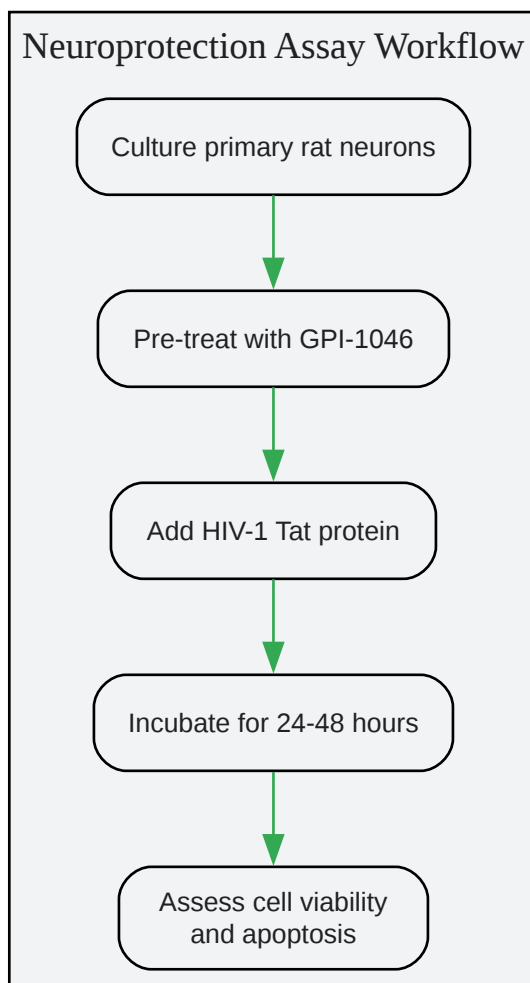 Neuroprotection Assay Workflow
Culture primary rat neurons
Pre-treat with GPI-1046
Add HIV-1 Tat protein
Incubate for 24-48 hours
Assess cell viability
and apoptosis